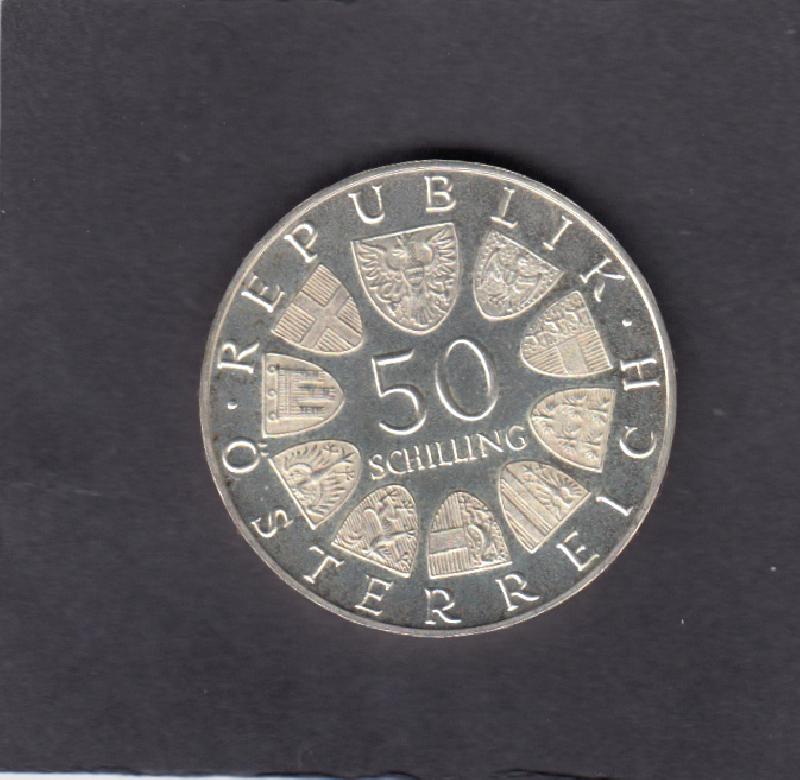 REPUBLIK · ÖSTERREICH ·
50
SCHILLING